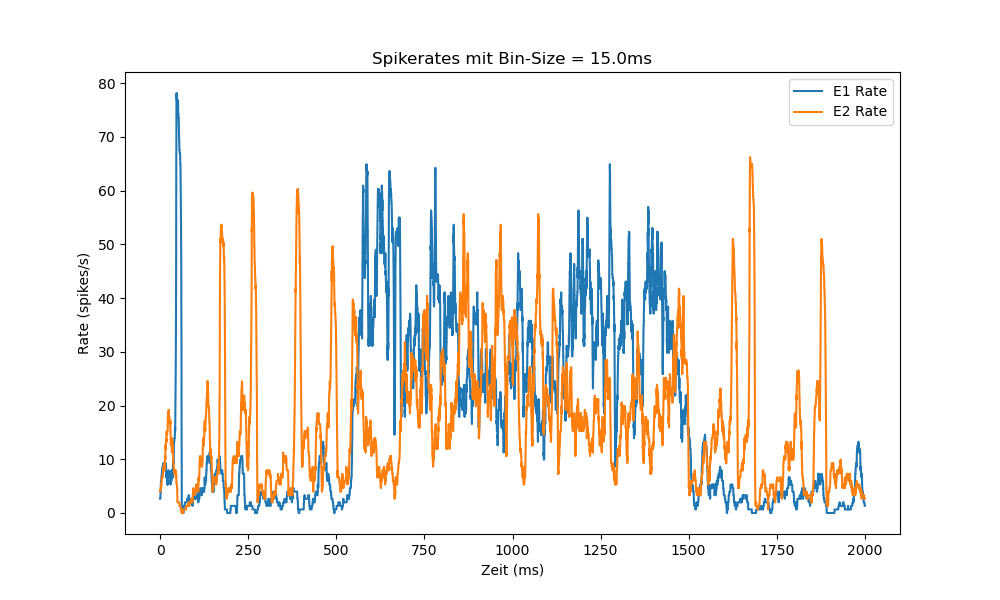 Spikerates mit Bin-Size = 15.0ms
E1 Rate
E2 Rate
80
70
60
50
40
30
20
10
0
Rate (spikes/s)
0 250 500 750 1000 1250 1500 1750 2000
Zeit (ms)